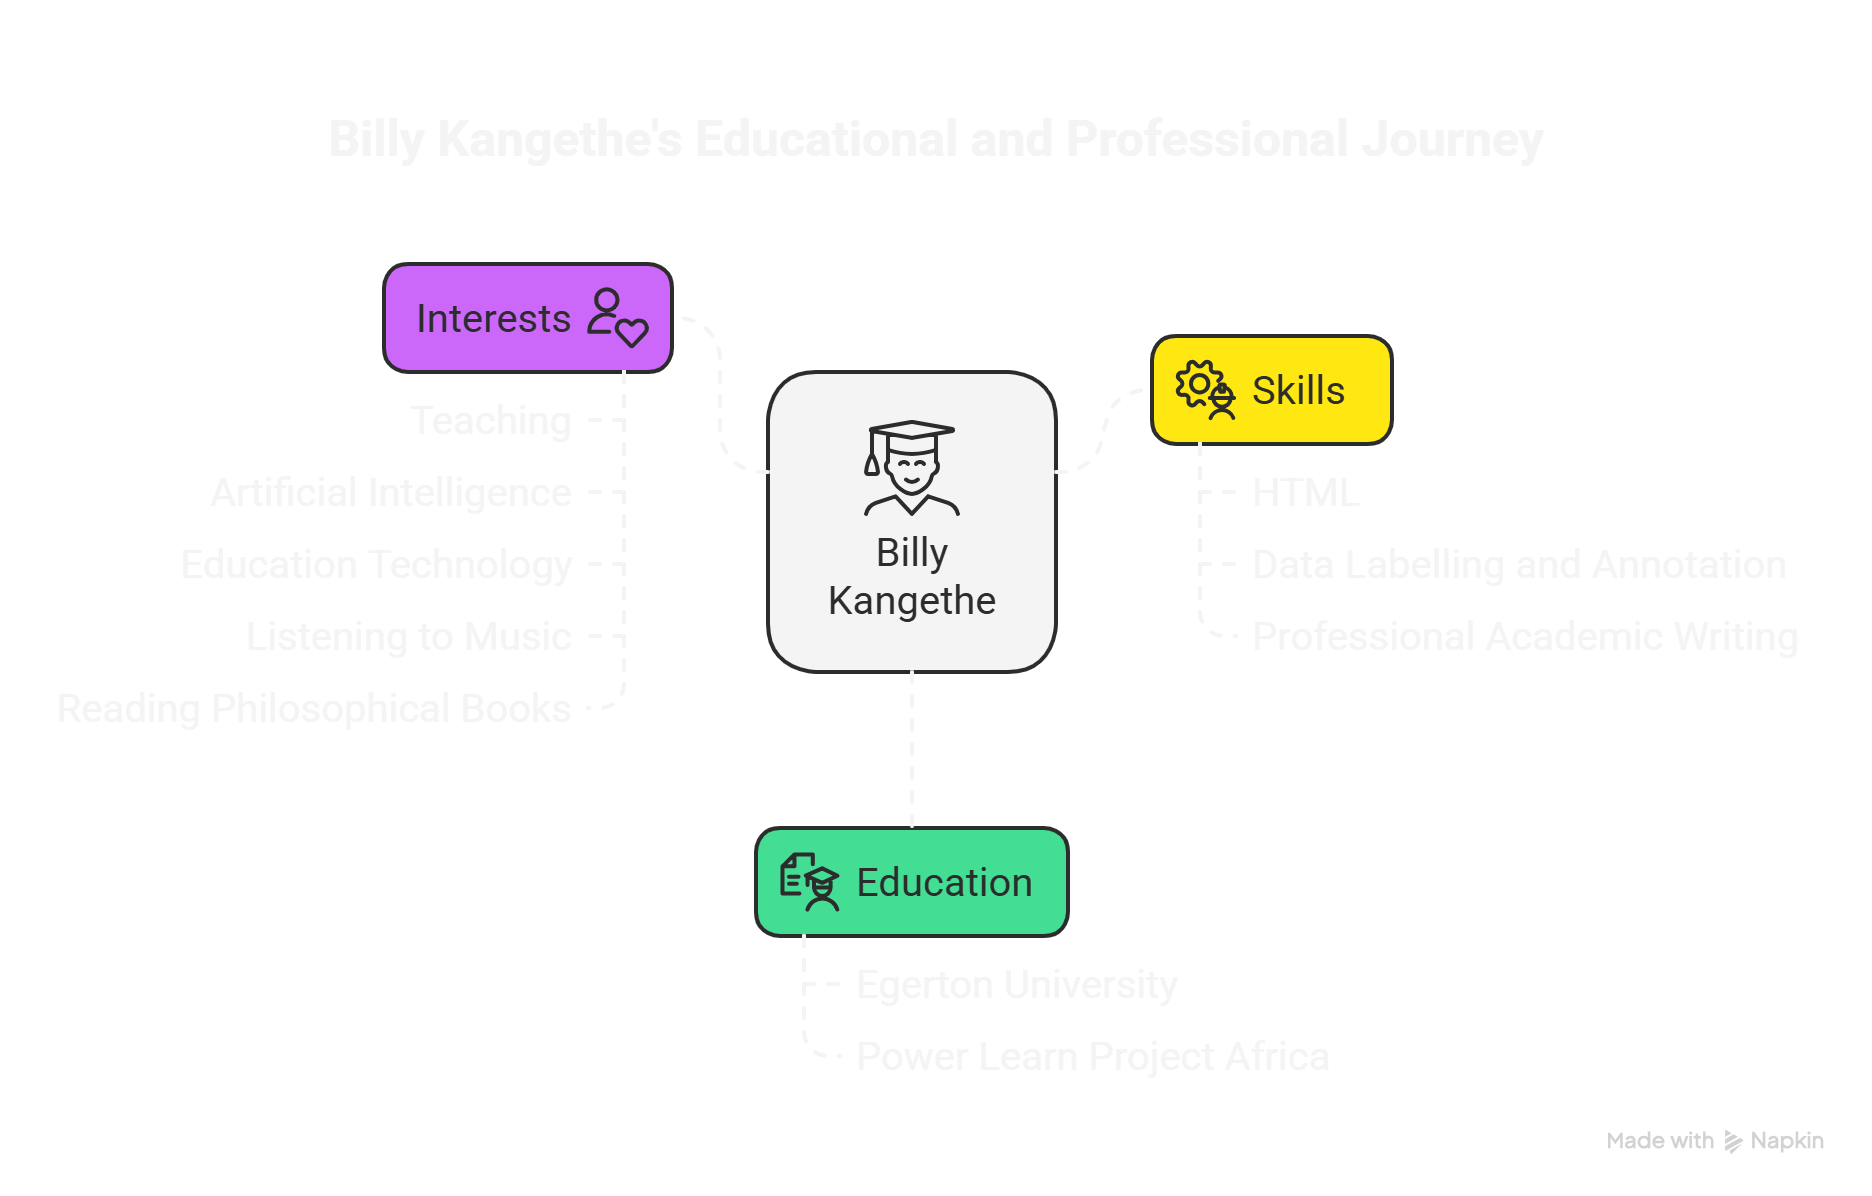 Billy Kangethe's Educational and Professional Journey
Interests
Teaching
Artificial Intelligence
Education Technology
Listening to Music
Reading Philosophical Books
Billy
Kangethe
Skills
HTML
Data Labelling and Annotation
Professional Academic Writing
Education
Egerton University
Power Learn Project Africa
Made with Napkin